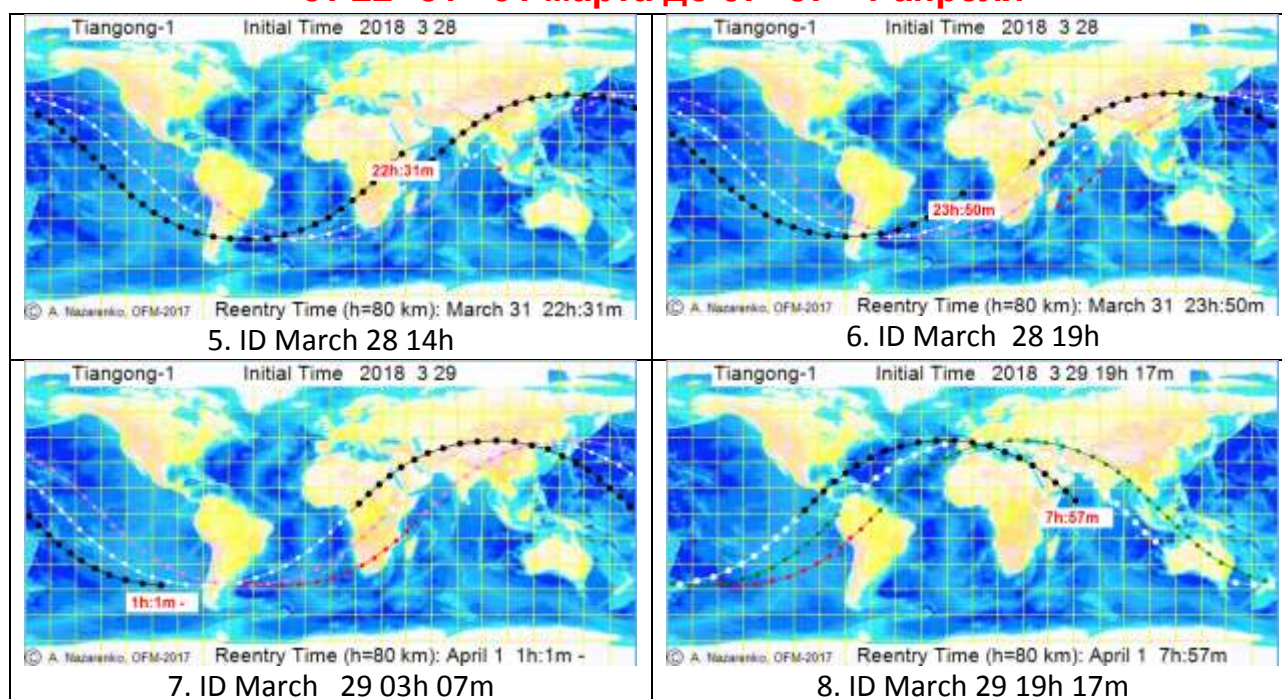 марта до апреля
Tiangong-1 Initial Time 2018 3 28
22h:31m
© A. Nazarenko, OFM-2017 Reentry Time (h=80 km): March 31 22h:31m
5. ID March 28 14h
Tiangong-1 Initial Time 2018 3 28
23h:50m
© A. Nazarenko, OFM-2017 Reentry Time (h=80 km): March 31 23h:50m
6. ID March 28 19h
Tiangong-1 Initial Time 2018 3 29
1h:1m -
© A. Nazarenko, OFM-2017 Reentry Time (h=80 km): April 1 1h:1m -
7. ID March 29 03h 07m
Tiangong-1 Initial Time 2018 3 29 19h 17m
7h:57m
© A. Nazarenko, OFM-2017 Reentry Time (h=80 km): April 1 7h:57m
8. ID March 29 19h 17m